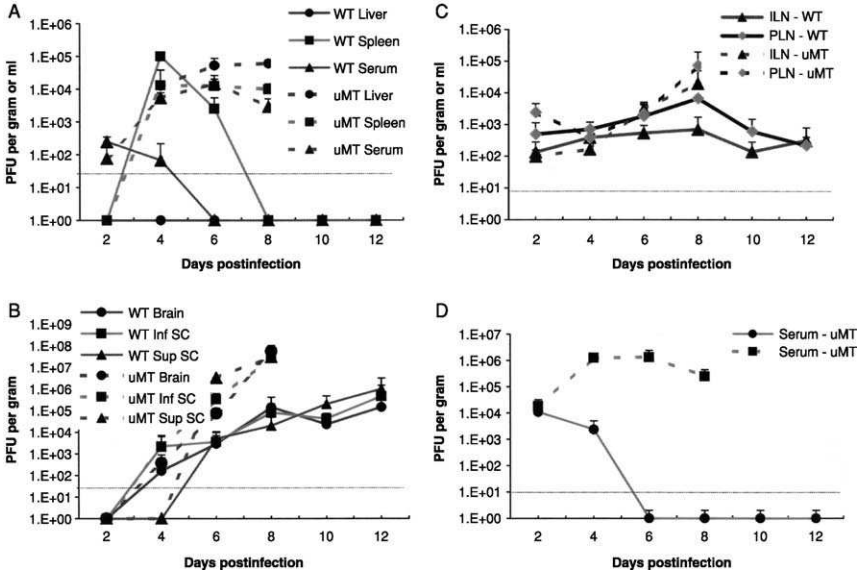 A
1.E+06
1.E+05
1.E+04
1.E+03
1.E+02
1.E+01
1.E+00
PFU per gram or ml
2 4 6 8 10 12
Days postinfection
WT Liver
WT Spleen
WT Serum
uMT Liver
uMT Spleen
uMT Serum
C
1.E+06
1.E+05
1.E+04
1.E+03
1.E+02
1.E+01
1.E+00
PFU per gram
2 4 6 8 10 12
Days postinfection
ILN - WT
PLN - WT
ILN - uMT
PLN - uMT
B
1.E+09
1.E+08
1.E+07
1.E+06
1.E+05
1.E+04
1.E+03
1.E+02
1.E+01
1.E+00
PFU per gram
2 4 6 8 10 12
Days postinfection
WT Brain
WT Inf SC
WT Sup SC
uMT Brain
uMT Inf SC
uMT Sup SC
D
1.E+07
1.E+06
1.E+05
1.E+04
1.E+03
1.E+02
1.E+01
1.E+00
PFU per gram
2 4 6 8 10 12
Days postinfection
Serum - uMT
Serum - uMT